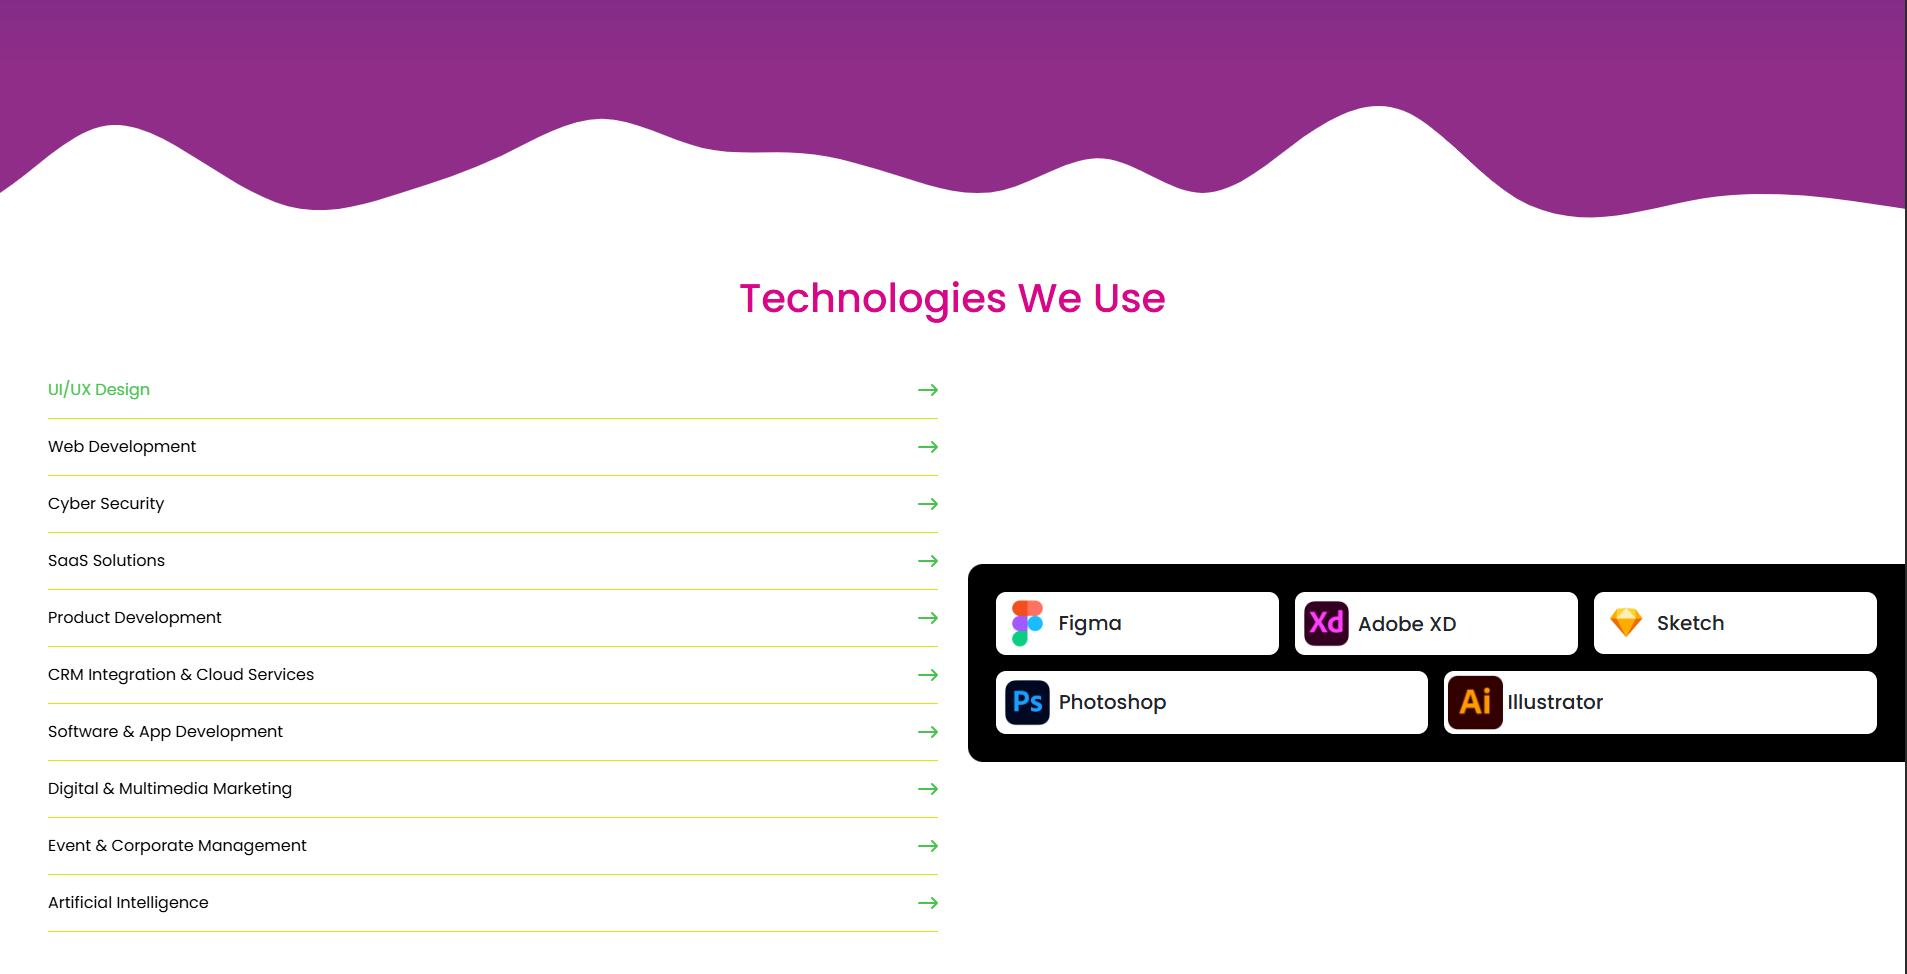 Technologies We Use
UI/UX Design
Web Development
Cyber Security
SaaS Solutions
Product Development
CRM Integration & Cloud Services
Software & App Development
Digital & Multimedia Marketing
Event & Corporate Management
Artificial Intelligence
Figma
Xd Adobe XD
Sketch
Ps Photoshop
Ai Illustrator